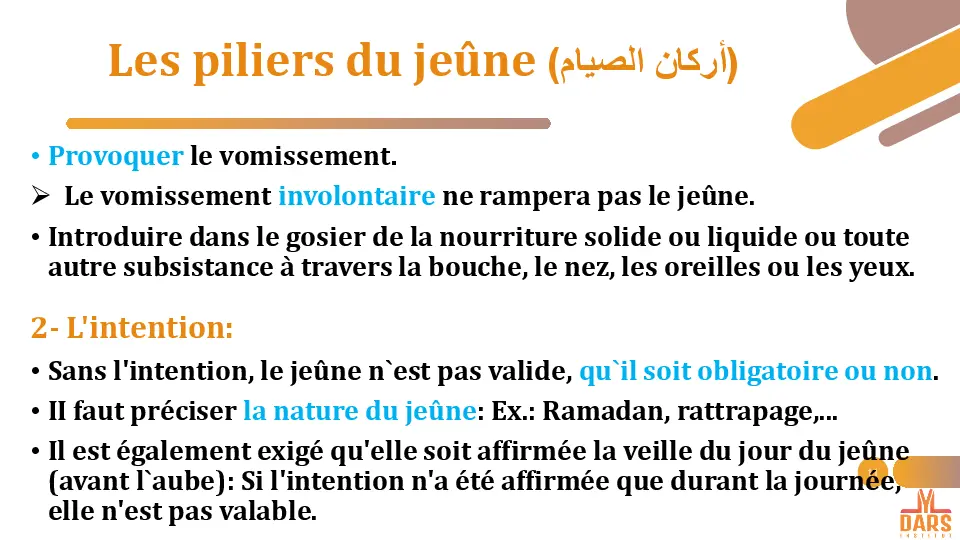 Les piliers du jeûne (أركان الصيام)
• Provoquer le vomissement.
➢ Le vomissement involontaire ne rampera pas le jeûne.
• Introduire dans le gosier de la nourriture solide ou liquide ou toute
autre subsistance à travers la bouche, le nez, les oreilles ou les yeux.
2- L'intention:
• Sans l'intention, le jeûne n`est pas valide, qu`il soit obligatoire ou non.
• II faut préciser la nature du jeûne: Ex.: Ramadan, rattrapage,...
• Il est également exigé qu'elle soit affirmée la veille du jour du jeûne
(avant l`aube): Si l'intention n'a été affirmée que durant la journée,
elle n'est pas valable.
DARS
INSTITUT